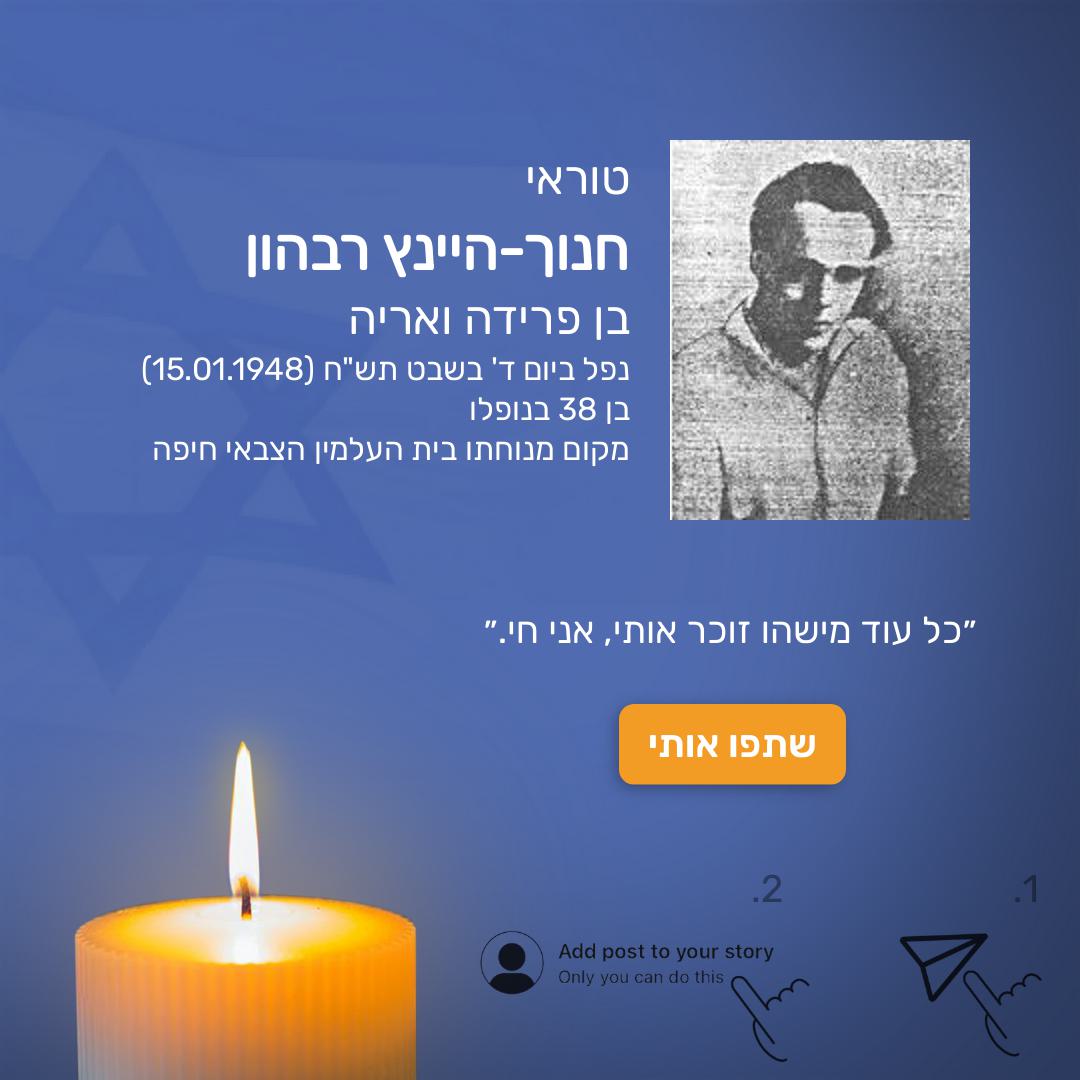 טוראי
חנוך-היינץ רבהון
בן פרידה ואריה
נפל ביום ד' בשבט תש"ח (15.01.1948)
בן 38 בנופלו
מקום מנוחתו בית העלמין הצבאי חיפה
״כל עוד מישהו זוכר אותי, אני חי.״
שתפו אותי
.1
.2
Add post to your story
Only you can do this